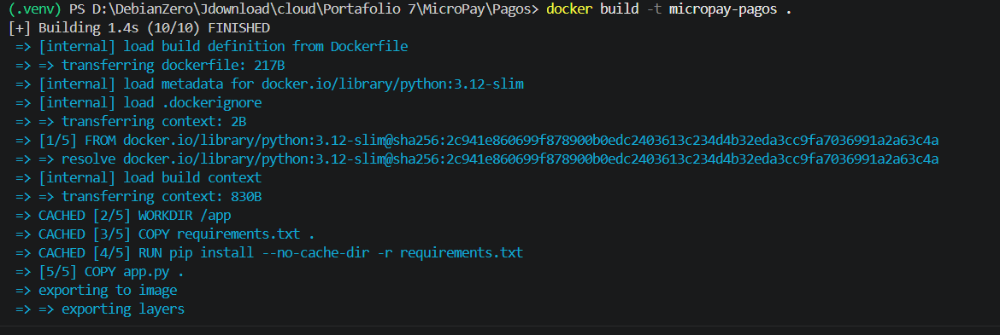 (.venv) PS D:\DebianZero\Jdownload\cloud\Portafolio 7\MicroPay\Pagos> docker build -t micropay-pagos .
[+] Building 1.4s (10/10) FINISHED
=> [internal] load build definition from Dockerfile
=> => transferring dockerfile: 217B
=> [internal] load metadata for docker.io/library/python:3.12-slim
=> [internal] load .dockerignore
=> => transferring context: 2B
=> [1/5] FROM docker.io/library/python:3.12-slim@sha256:2c941e860699f878900b0edc2403613c234d4b32eda3cc9fa7036991a2a63c4a
=> => resolve docker.io/library/python:3.12-slim@sha256:2c941e860699f878900b0edc2403613c234d4b32eda3cc9fa7036991a2a63c4a
=> [internal] load build context
=> => transferring context: 830B
=> CACHED [2/5] WORKDIR /app
=> CACHED [3/5] COPY requirements.txt .
=> CACHED [4/5] RUN pip install --no-cache-dir -r requirements.txt
=> [5/5] COPY app.py .
=> exporting to image
=> => exporting layers